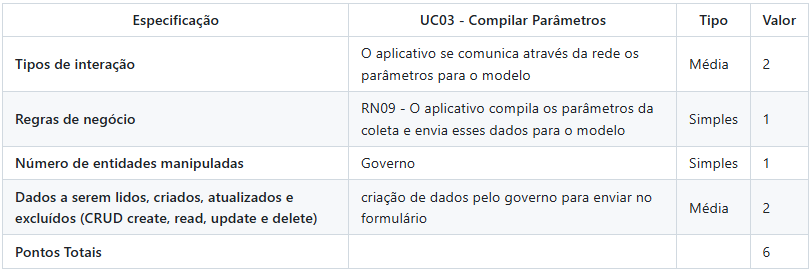 Especificação UC03 - Compilar Parâmetros Tipo Valor
Tipos de interação O aplicativo se comunica através da rede os parâmetros para o modelo Média 2
Regras de negócio RN09 - O aplicativo compila os parâmetros da coleta e envia esses dados para o modelo Simples 1
Número de entidades manipuladas Governo Simples 1
Dados a serem lidos, criados, atualizados e excluídos (CRUD create, read, update e delete) criação de dados pelo governo para enviar no formulário Média 2
Pontos Totais 6